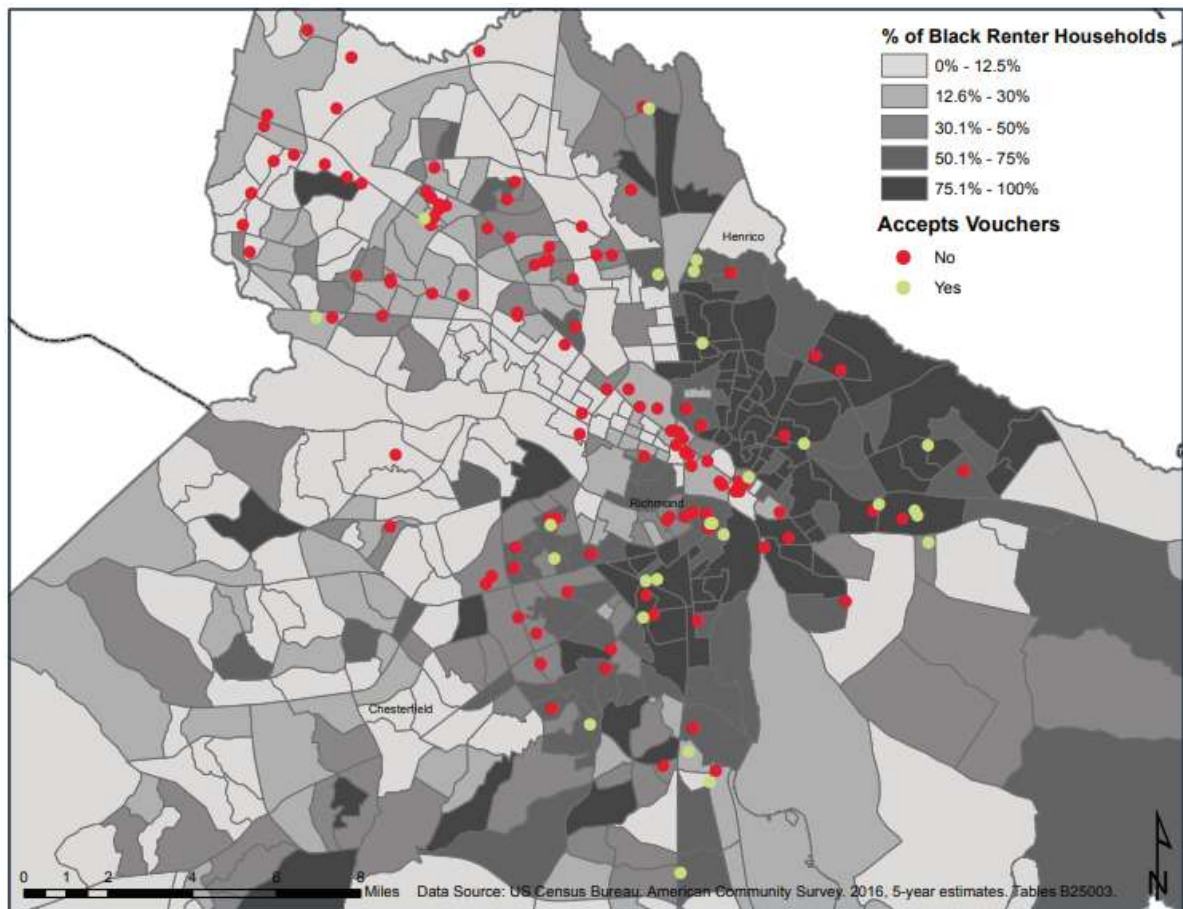 % of Black Renter Households
0% - 12.5%
12.6% - 30%
30.1% - 50%
50.1% - 75%
75.1% - 100%
Accepts Vouchers
No
Yes
Henrico
Richmond
Chesterfield
0 2 4 8
Miles
Data Source: US Census Bureau. American Community Survey. 2016, 5-year estimates. Tables B25003.
N